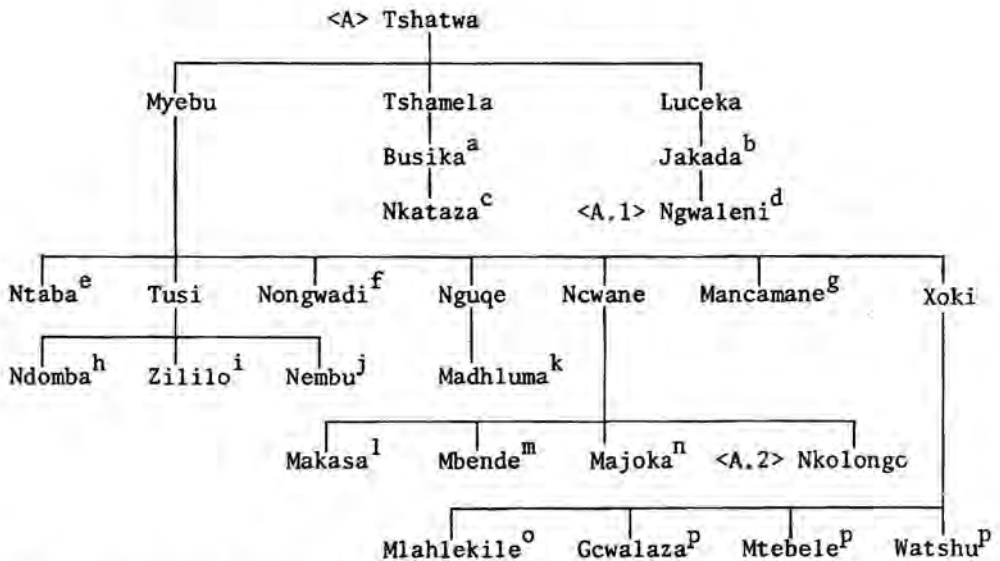 <A> Tshatwa
Myebu Tshamela Luceka
Busika^a Jakada^b
Nkataza^c <A.1> Ngwaleni^d
Ntaba^e Tusi Nongwadi^f Nguqe Ncwane Mancamane^g Xoki
Ndomba^h Zililo^i Nembu^j Madhluma^k
Makasa^l Mbende^m Majoka^n <A.2> Nkolongo
Mlahlekile^o Gcwalaza^p Mtebele^p Watshu^p